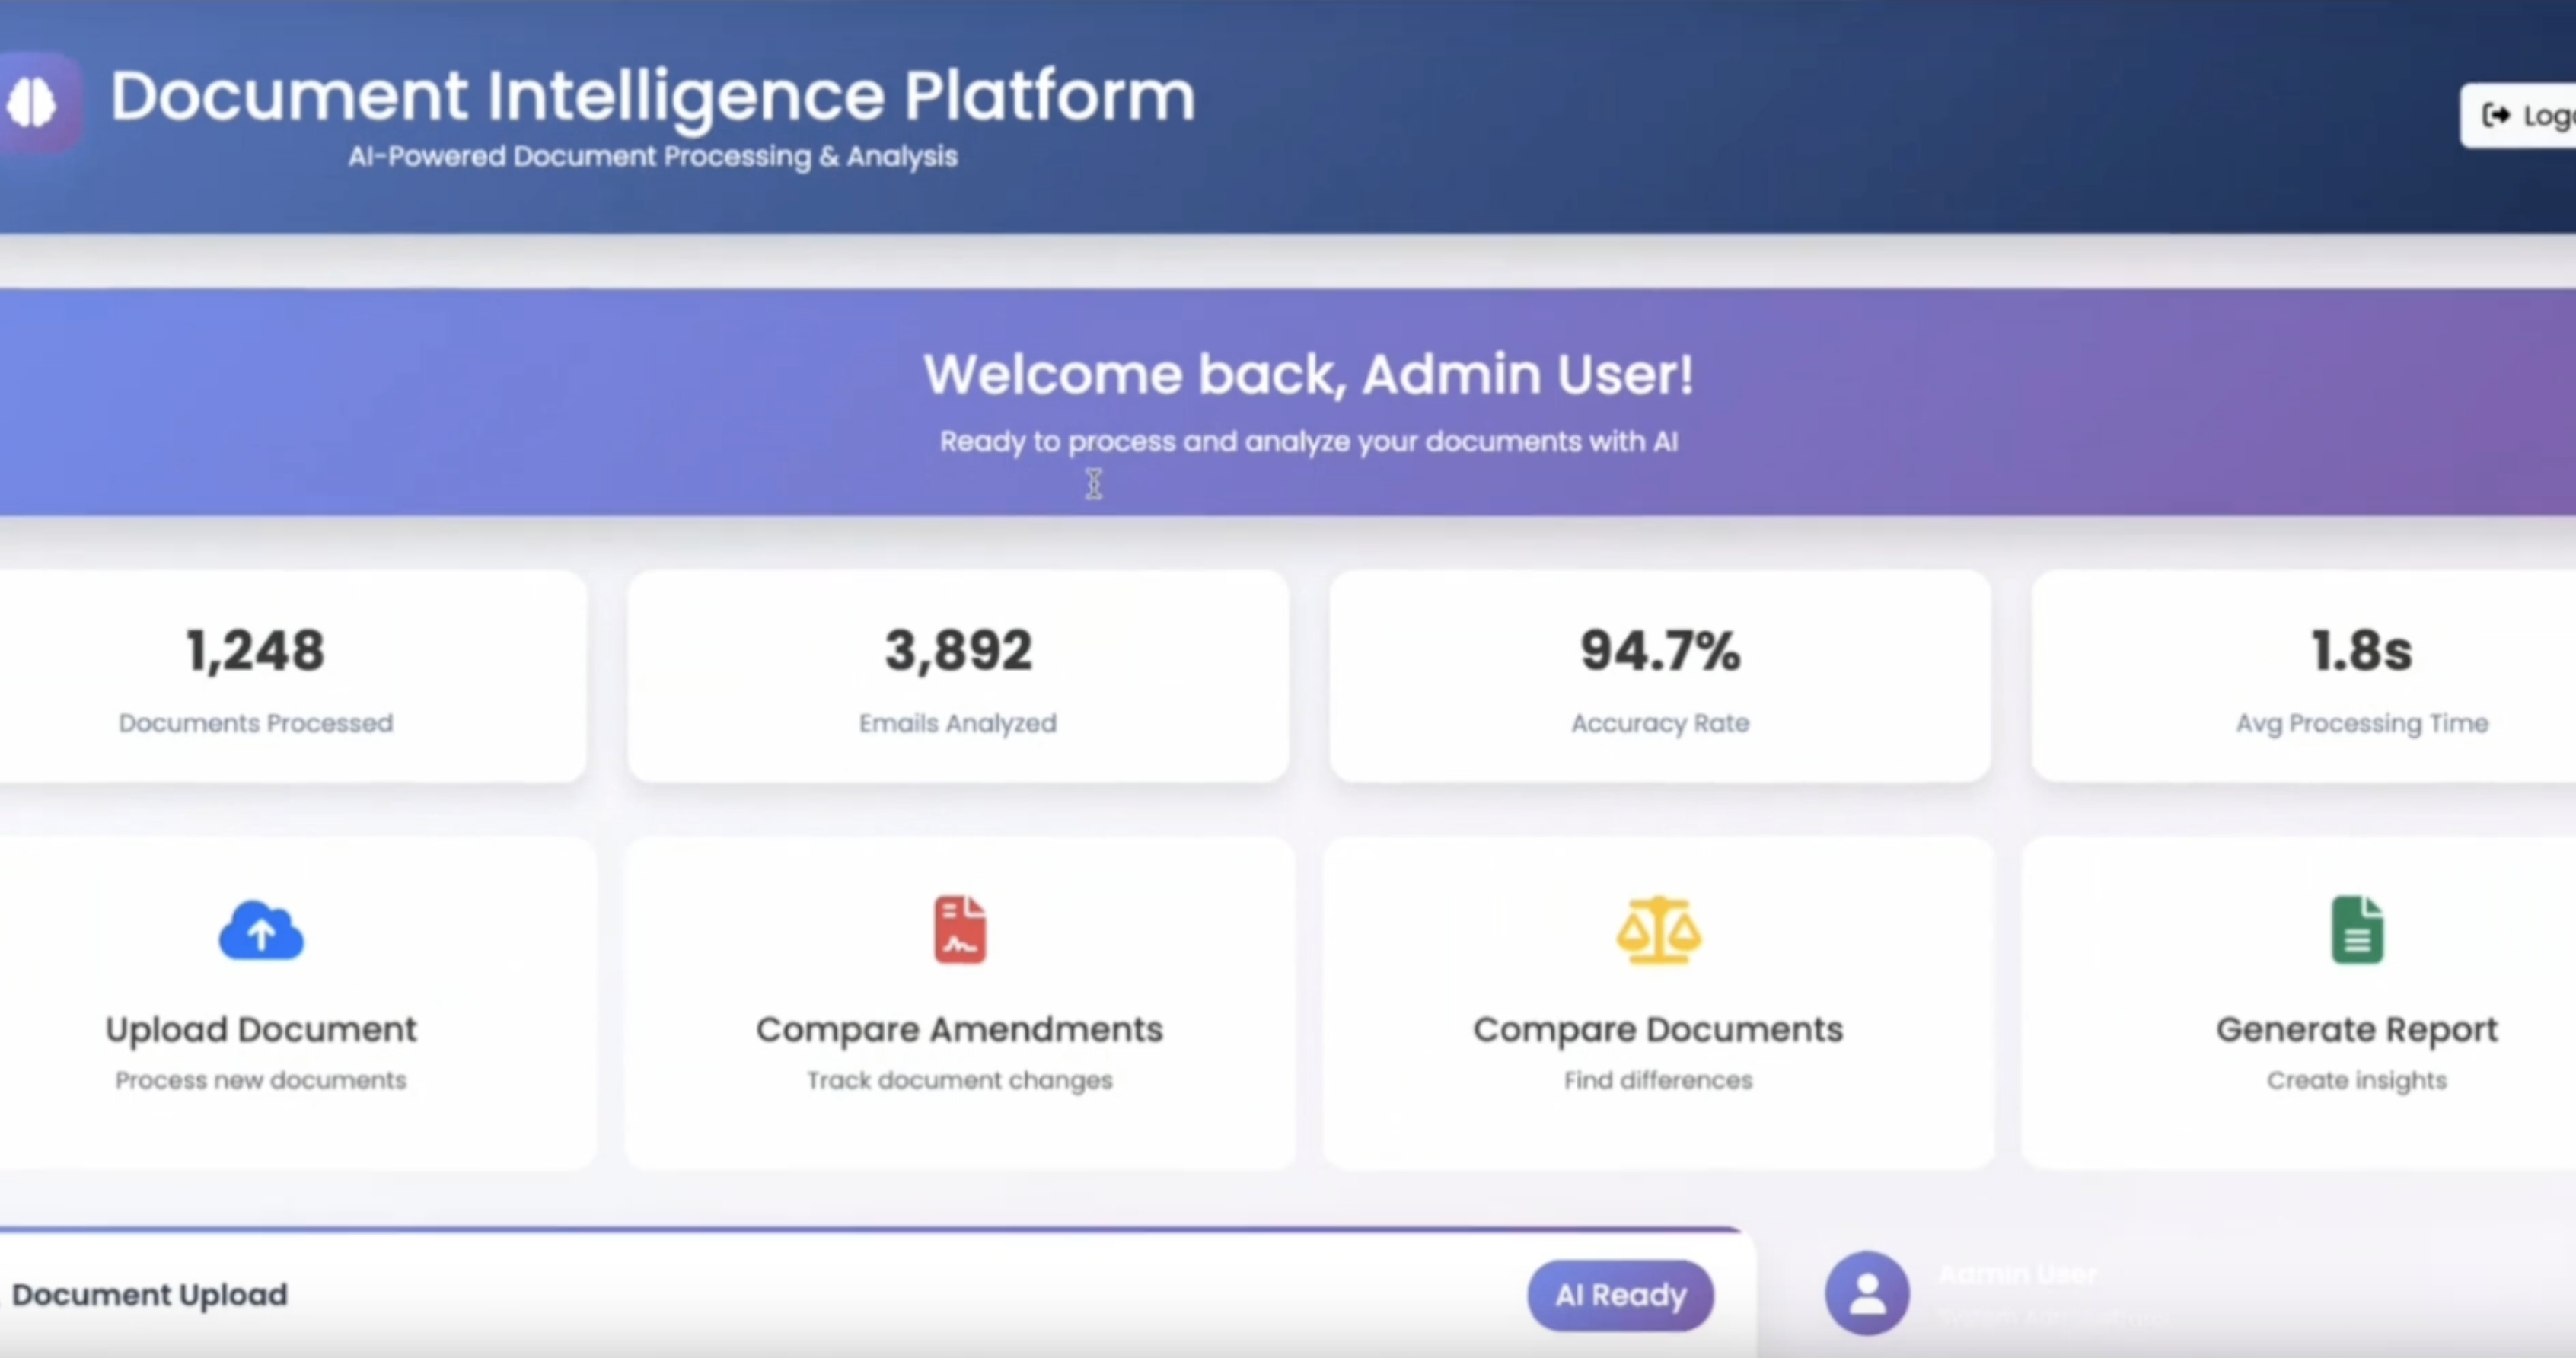 Document Intelligence Platform
AI-Powered Document Processing & Analysis
Welcome back, Admin User!
Ready to process and analyze your documents with AI
1,248
Documents Processed
3,892
Emails Analyzed
94.7%
Accuracy Rate
1.8s
Avg Processing Time
Upload Document
Process new documents
Compare Amendments
Track document changes
Compare Documents
Find differences
Generate Report
Create insights
Document Upload
AI Ready
Admin User